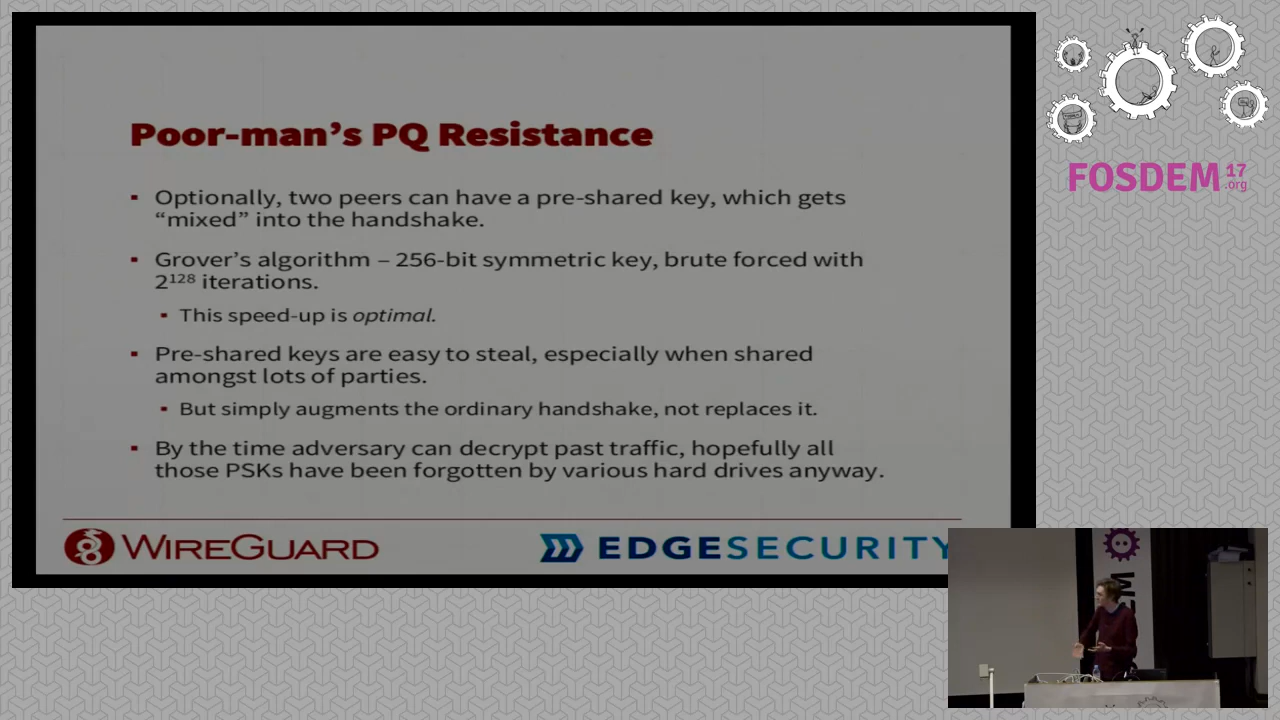 Poor-man’s PQ Resistance
▪ Optionally, two peers can have a pre-shared key, which gets
“mixed” into the handshake.
▪ Grover’s algorithm – 256-bit symmetric key, brute forced with
2¹²⁸ iterations.
▪ This speed-up is optimal.
▪ Pre-shared keys are easy to steal, especially when shared
amongst lots of parties.
▪ But simply augments the ordinary handshake, not replaces it.
▪ By the time adversary can decrypt past traffic, hopefully all
those PSKs have been forgotten by various hard drives anyway.
WIREGUARD
EDGESECURITY
FOSDEM 17
.org